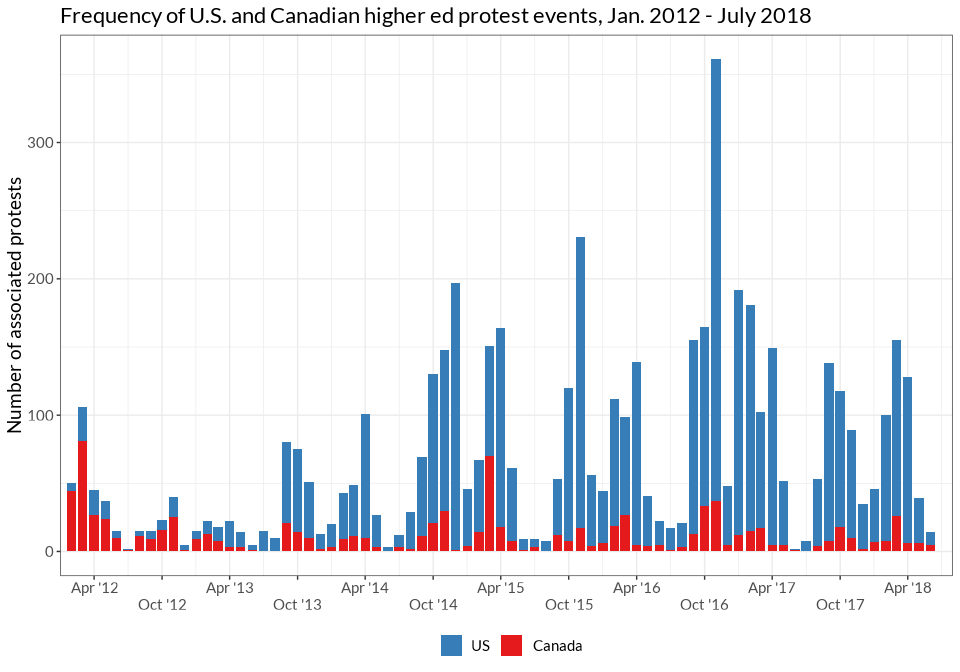 Frequency of U.S. and Canadian higher ed protest events, Jan. 2012 - July 2018
Number of associated protests
300
200
100
0
Apr '12
Oct '12
Apr '13
Oct '13
Apr '14
Oct '14
Apr '15
Oct '15
Apr '16
Oct '16
Apr '17
Oct '17
Apr '18
US
Canada